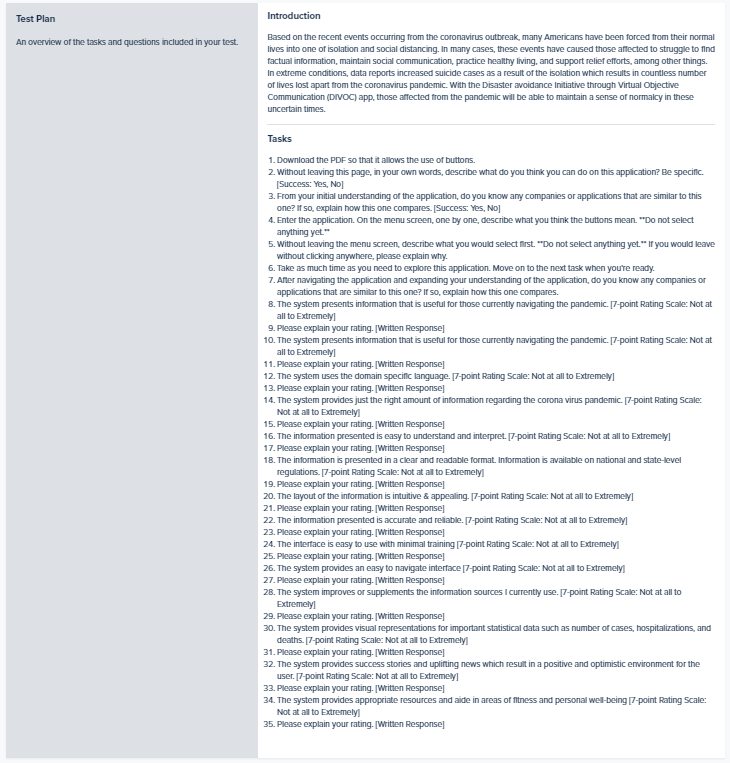 Test Plan
An overview of the tasks and questions included in your test.
Introduction
Based on the recent events occurring from the coronavirus outbreak, many Americans have been forced from their normal
lives into one of isolation and social distancing. In many cases, these events have caused those affected to struggle to find
factual information, maintain social communication, practice healthy living, and support relief efforts, among other things.
In extreme conditions, data reports increased suicide cases as a result of the isolation which results in countless number
of lives lost apart from the coronavirus pandemic. With the Disaster avoidance Initiative through Virtual Objective
Communication (DIVOC) app, those affected from the pandemic will be able to maintain a sense of normalcy in these
uncertain times.
Tasks
1. Download the PDF so that it allows the use of buttons.
2. Without leaving this page, in your own words, describe what do you think you can do on this application? Be specific.
[Success: Yes, No]
3. From your initial understanding of the application, do you know any companies or applications that are similar to this
one? If so, explain how this one compares. [Success: Yes, No]
4. Enter the application. On the menu screen, one by one, describe what you think the buttons mean. **Do not select
anything yet.**
5. Without leaving the menu screen, describe what you would select first. **Do not select anything yet.** If you would leave
without clicking anywhere, please explain why.
6. Take as much time as you need to explore this application. Move on to the next task when you're ready.
7. After navigating the application and expanding your understanding of the application, do you know any companies or
applications that are similar to this one? If so, explain how this one compares.
8. The system presents information that is useful for those currently navigating the pandemic. [7-point Rating Scale: Not at
all to Extremely]
9. Please explain your rating. [Written Response]
10. The system presents information that is useful for those currently navigating the pandemic. [7-point Rating Scale: Not at
all to Extremely]
11. Please explain your rating. [Written Response]
12. The system uses the domain specific language. [7-point Rating Scale: Not at all to Extremely]
13. Please explain your rating. [Written Response]
14. The system provides just the right amount of information regarding the corona virus pandemic. [7-point Rating Scale:
Not at all to Extremely]
15. Please explain your rating. [Written Response]
16. The information presented is easy to understand and interpret. [7-point Rating Scale: Not at all to Extremely]
17. Please explain your rating. [Written Response]
18. The information is presented in a clear and readable format. Information is available on national and state-level
regulations. [7-point Rating Scale: Not at all to Extremely]
19. Please explain your rating. [Written Response]
20. The layout of the information is intuitive & appealing. [7-point Rating Scale: Not at all to Extremely]
21. Please explain your rating. [Written Response]
22. The information presented is accurate and reliable. [7-point Rating Scale: Not at all to Extremely]
23. Please explain your rating. [Written Response]
24. The interface is easy to use with minimal training [7-point Rating Scale: Not at all to Extremely]
25. Please explain your rating. [Written Response]
26. The system provides an easy to navigate interface [7-point Rating Scale: Not at all to Extremely]
27. Please explain your rating. [Written Response]
28. The system improves or supplements the information sources I currently use. [7-point Rating Scale: Not at all to
Extremely]
29. Please explain your rating. [Written Response]
30. The system provides visual representations for important statistical data such as number of cases, hospitalizations, and
deaths. [7-point Rating Scale: Not at all to Extremely]
31. Please explain your rating. [Written Response]
32. The system provides success stories and uplifting news which result in a positive and optimistic environment for the
user. [7-point Rating Scale: Not at all to Extremely]
33. Please explain your rating. [Written Response]
34. The system provides appropriate resources and aide in areas of fitness and personal well-being [7-point Rating Scale:
Not at all to Extremely]
35. Please explain your rating. [Written Response]